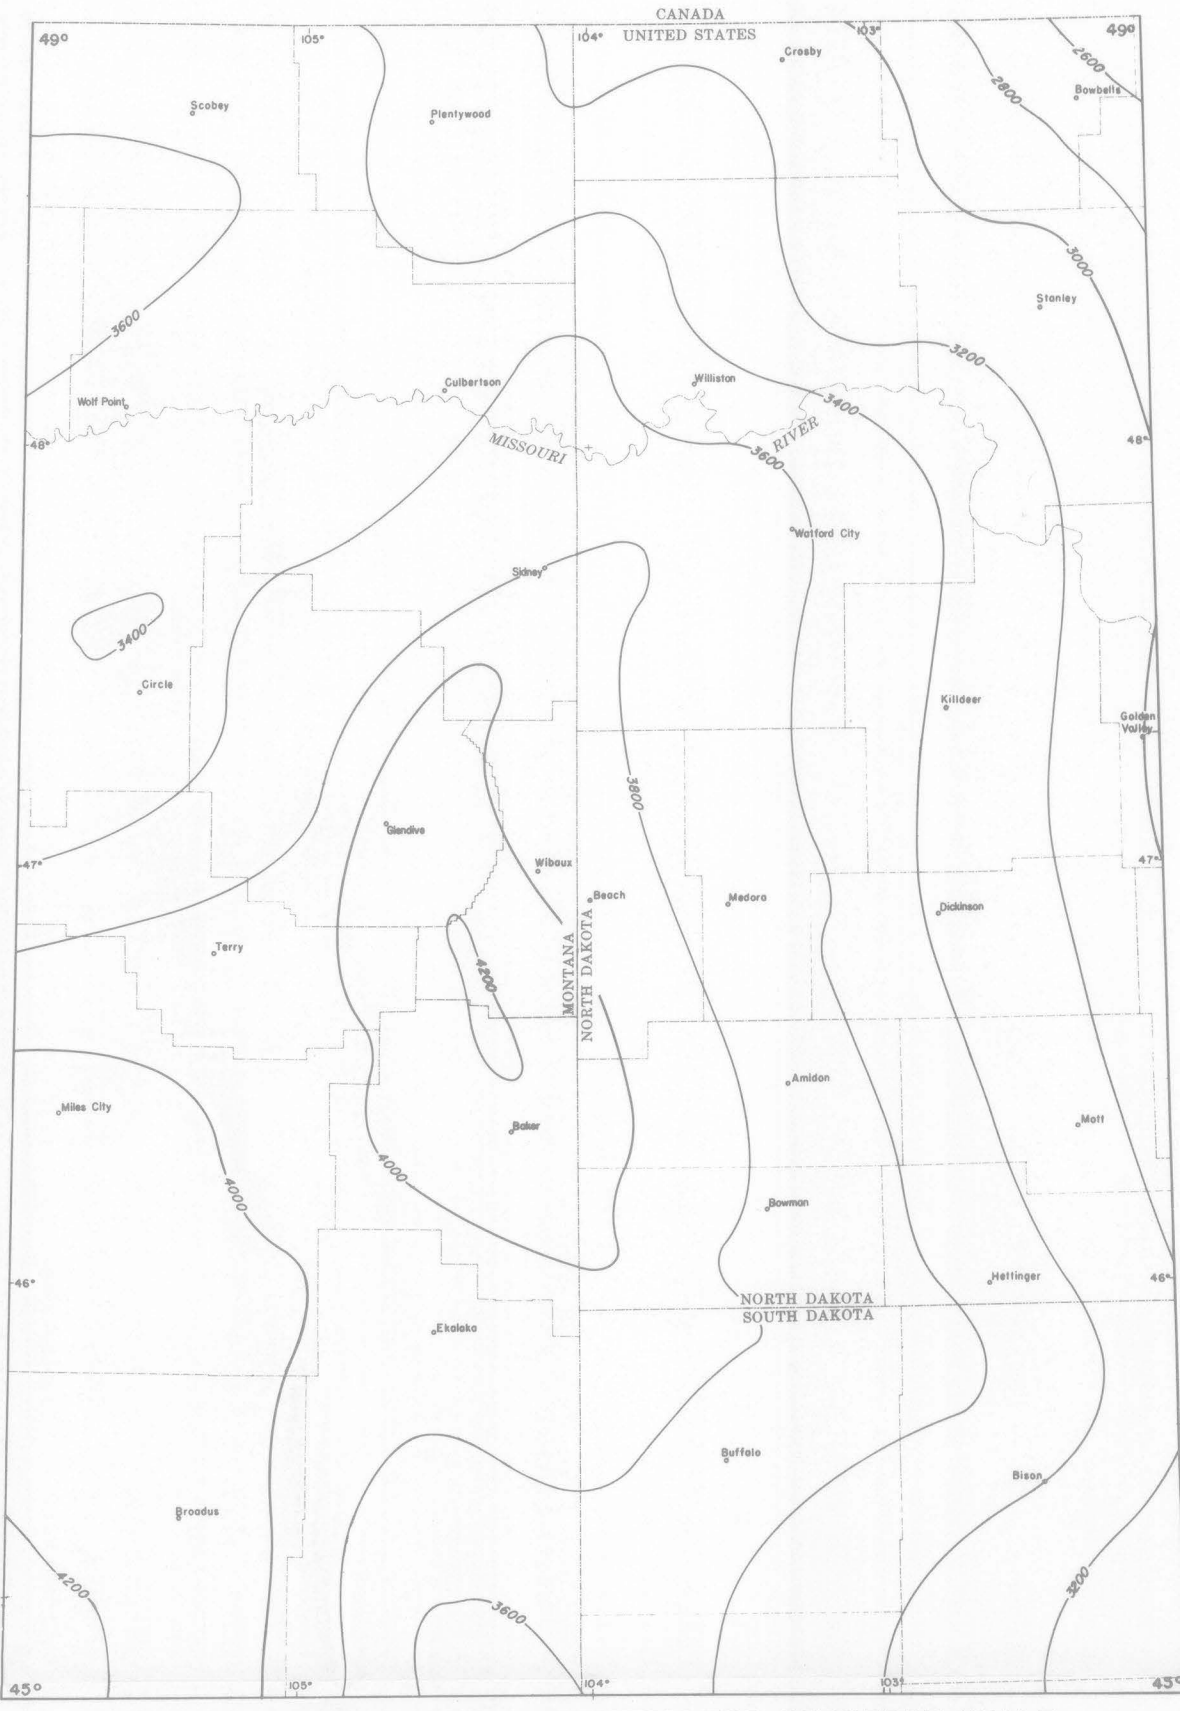 CANADA
49° 105° 104° UNITED STATES 103° 49°
2600
Crosby
2800
Bowbells
Scobey
Plentywood
3000
Stanley
3600
3200
Culbertson
Williston
Wolf Point
3400
48° MISSOURI RIVER 48°
3600
Watford City
Sidney
3400
Circle
Killdeer
Golden
Valley
3800
Glendive
47° Wibaux 47°
Beach
Medora
Dickinson
Terry
4200
MONTANA
NORTH DAKOTA
Amidon
Miles City
Mott
Baker
4000
4000
Bowman
46° Hettinger 46°
NORTH DAKOTA
SOUTH DAKOTA
Ekalaka
Buffalo
Bison
Broadus
4200
3200
3600
45° 105° 104° 103° 45°